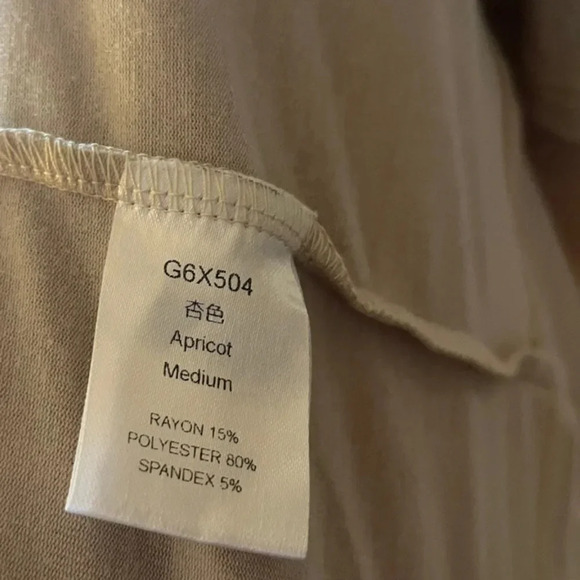 G6X504
杏色
Apricot
Medium
RAYON 15%
POLYESTER 80%
SPANDEX 5%